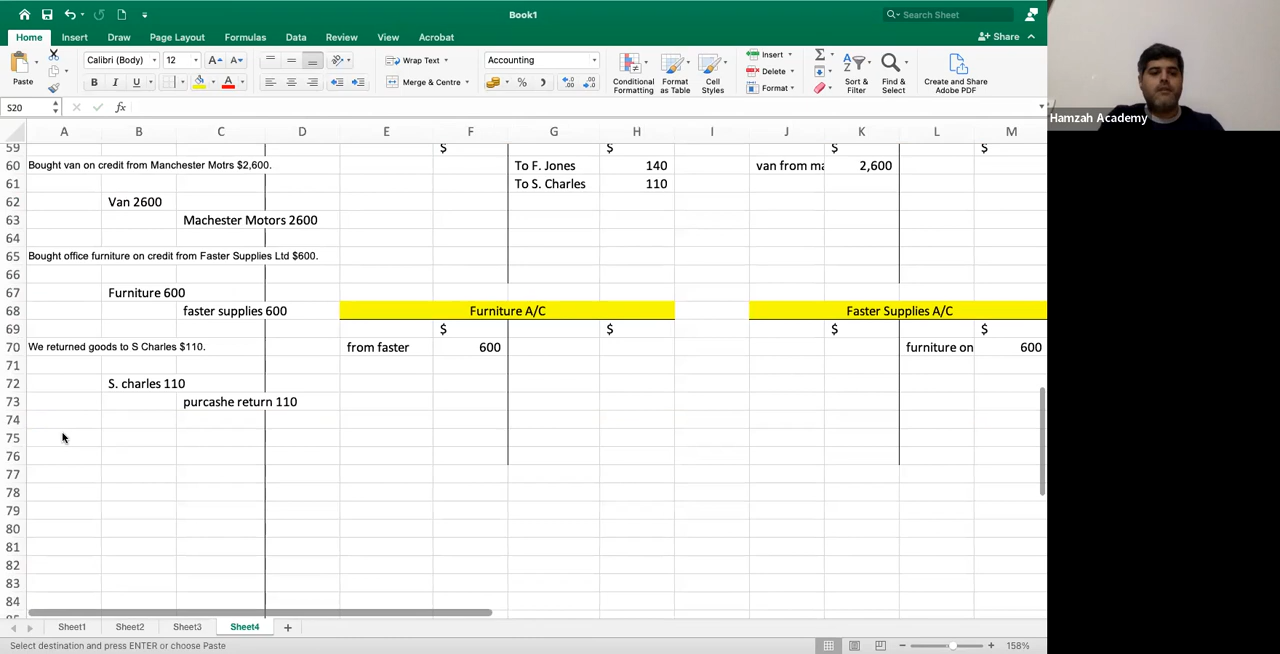 Book1
Search Sheet
Home Insert Draw Page Layout Formulas Data Review View Acrobat
Share
Paste
Calibri (Body) 12 A A
B I U A
Wrap Text
Merge & Centre
Accounting
% )
Conditional Formatting
Format as Table
Cell Styles
Insert
Delete
Format
Sort & Filter
Find & Select
Create and Share Adobe PDF
S20 fx
Hamzah Academy
A B C D E F G H I J K L M
59 $ $ $ $
60 Bought van on credit from Manchester Motrs $2,600. To F. Jones 140 van from ma 2,600
61 To S. Charles 110
62 Van 2600
63 Machester Motors 2600
64
65 Bought office furniture on credit from Faster Supplies Ltd $600.
66
67 Furniture 600
68 faster supplies 600 Furniture A/C Faster Supplies A/C
69 $ $ $ $
70 We returned goods to S Charles $110. from faster 600 furniture on 600
71
72 S. charles 110
73 purcashe return 110
74
75
76
77
78
79
80
81
82
83
84
Sheet1 Sheet2 Sheet3 Sheet4 +
Select destination and press ENTER or choose Paste
158%